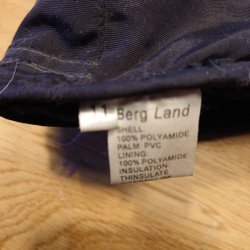 11 Berg Land
SHELL:
100% POLYAMIDE
PALM: PVC
LINING:
100% POLYAMIDE
INSULATION:
THINSULATE